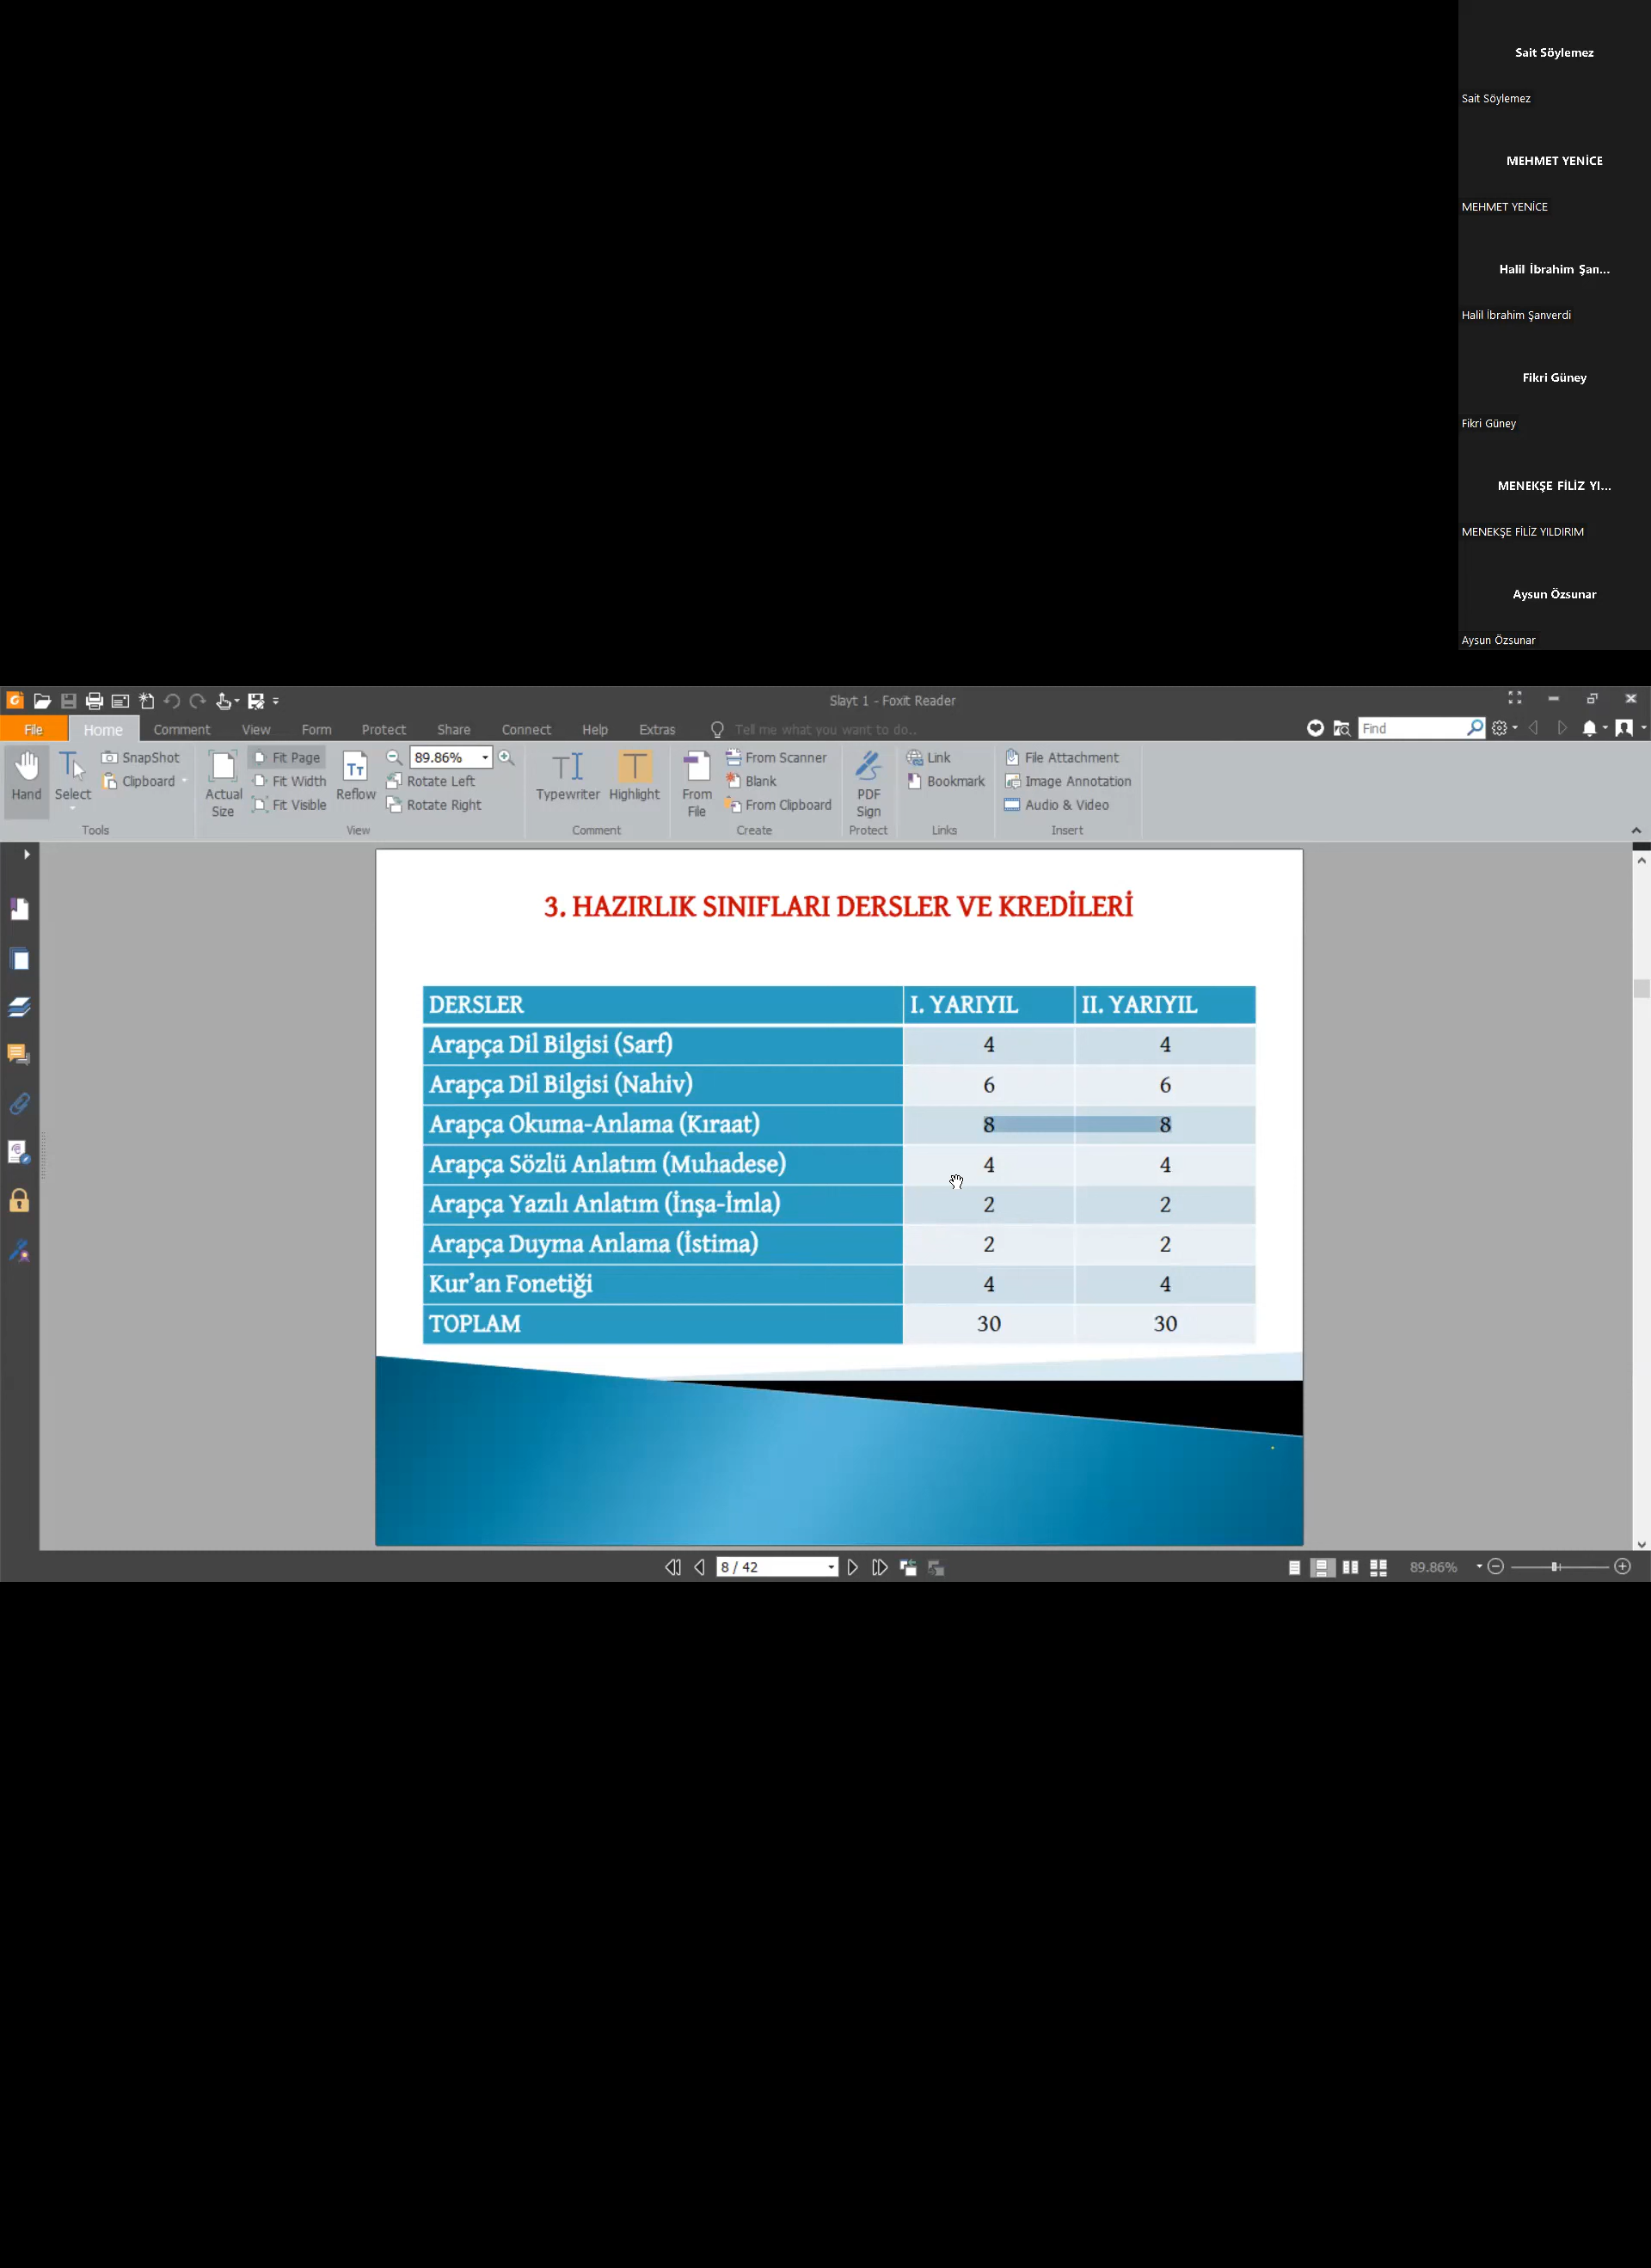 Sait Söylemez
Sait Söylemez
MEHMET YENİCE
MEHMET YENİCE
Halil İbrahim Şan...
Halil İbrahim Şanverdi
Fikri Güney
Fikri Güney
MENEKŞE FİLİZ YI...
MENEKŞE FİLİZ YILDIRIM
Aysun Özsunar
Aysun Özsunar
Slayt 1 - Foxit Reader
File Home Comment View Form Protect Share Connect Help Extras Tell me what you want to do.. Find
SnapShot Fit Page 89.86% From Scanner Link File Attachment
Clipboard Fit Width Rotate Left Blank Bookmark Image Annotation
Hand Select Actual Size Reflow Typewriter Highlight From File PDF Sign
Fit Visible Rotate Right From Clipboard Audio & Video
Tools View Comment Create Protect Links Insert
3. HAZIRLIK SINIFLARI DERSLER VE KREDİLERİ
DERSLER I. YARIYIL II. YARIYIL
Arapça Dil Bilgisi (Sarf) 4 4
Arapça Dil Bilgisi (Nahiv) 6 6
Arapça Okuma-Anlama (Kıraat) 8 8
Arapça Sözlü Anlatım (Muhadese) 4 4
Arapça Yazılı Anlatım (İnşa-İmla) 2 2
Arapça Duyma Anlama (İstima) 2 2
Kur’an Fonetiği 4 4
TOPLAM 30 30
8 / 42 89.86%